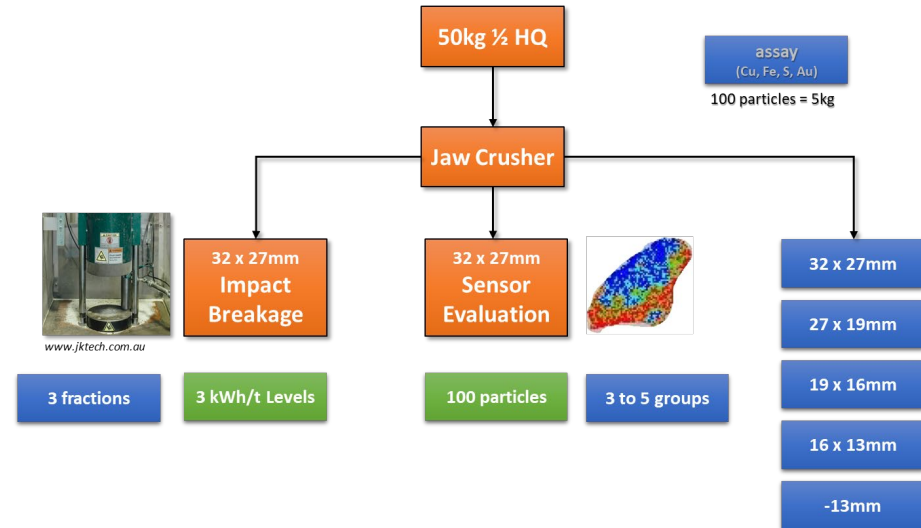 50kg ½ HQ
assay
(Cu, Fe, S, Au)
100 particles = 5kg
Jaw Crusher
32 x 27mm
Impact
Breakage
32 x 27mm
Sensor
Evaluation
www.jktech.com.au
3 fractions
3 kWh/t Levels
100 particles
3 to 5 groups
32 x 27mm
27 x 19mm
19 x 16mm
16 x 13mm
-13mm